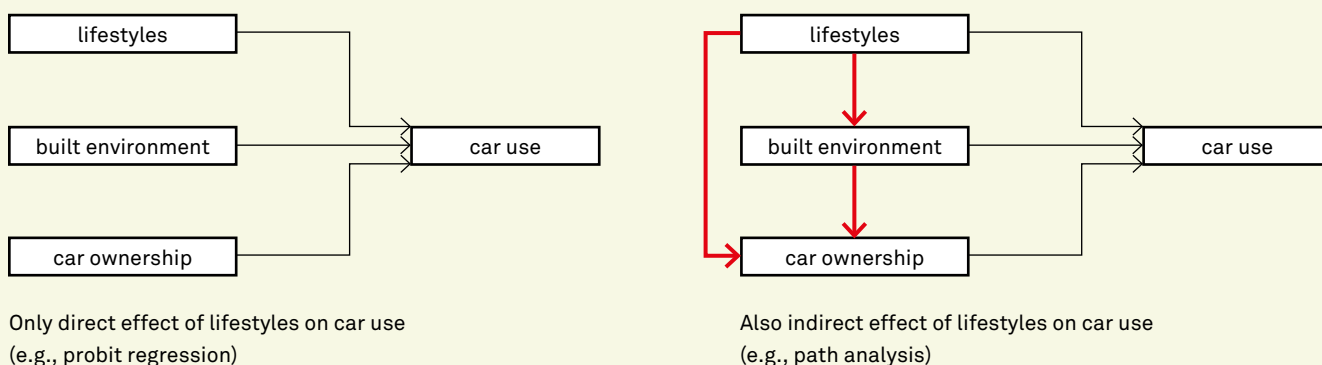 lifestyles
built environment
car use
car ownership
Only direct effect of lifestyles on car use
(e.g., probit regression)
lifestyles
built environment
car use
car ownership
Also indirect effect of lifestyles on car use
(e.g., path analysis)